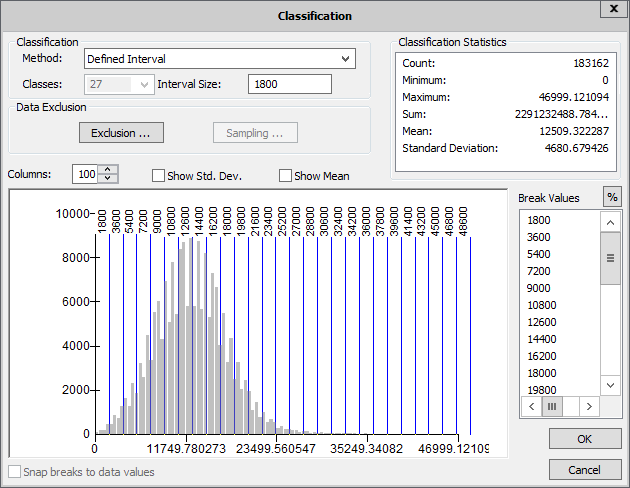 Classification
X
Classification
Method: Defined Interval
Classes: 27 Interval Size: 1800
Data Exclusion
Exclusion ... Sampling ...
Classification Statistics
Count: 183162
Minimum: 0
Maximum: 46999.121094
Sum: 2291232488.784...
Mean: 12509.322287
Standard Deviation: 4680.679426
Columns: 100 Show Std. Dev. Show Mean
1800 3600 5400 7200 9000 10800 12600 14400 16200 18000 19800 21600 23400 25200 27000 28800 30600 32400 34200 36000 37800 39600 41400 43200 45000 46800 48600
10000
8000
6000
4000
2000
0
0 11749.780273 23499.560547 35249.34082 46999.12109
Break Values %
1800
3600
5400
7200
9000
10800
12600
14400
16200
18000
19800
Snap breaks to data values
OK
Cancel